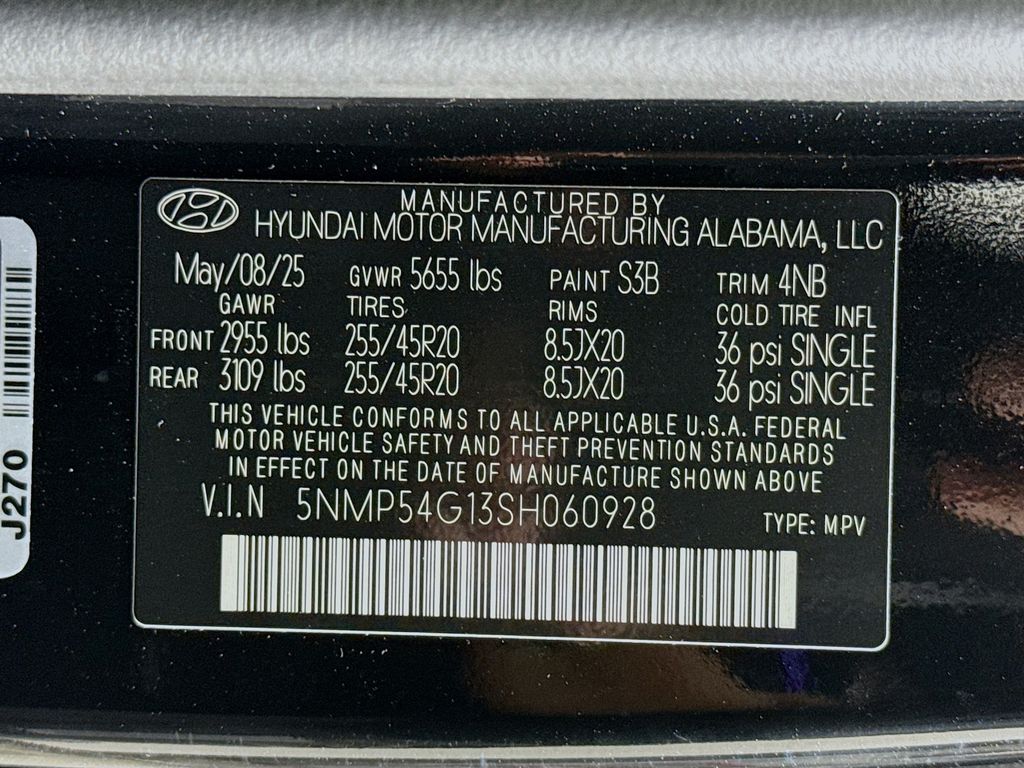 MANUFACTURED BY
HYUNDAI MOTOR MANUFACTURING ALABAMA, LLC
May/08/25 GVWR 5655 lbs PAINT S3B TRIM 4NB
GAWR TIRES RIMS COLD TIRE INFL
FRONT 2955 lbs 255/45R20 8.5JX20 36 psi SINGLE
REAR 3109 lbs 255/45R20 8.5JX20 36 psi SINGLE
THIS VEHICLE CONFORMS TO ALL APPLICABLE U.S.A. FEDERAL
MOTOR VEHICLE SAFETY AND THEFT PREVENTION STANDARDS
IN EFFECT ON THE DATE OF MANUFACTURE SHOWN ABOVE
V.I.N 5NMP54G13SH060928 TYPE: MPV
J270